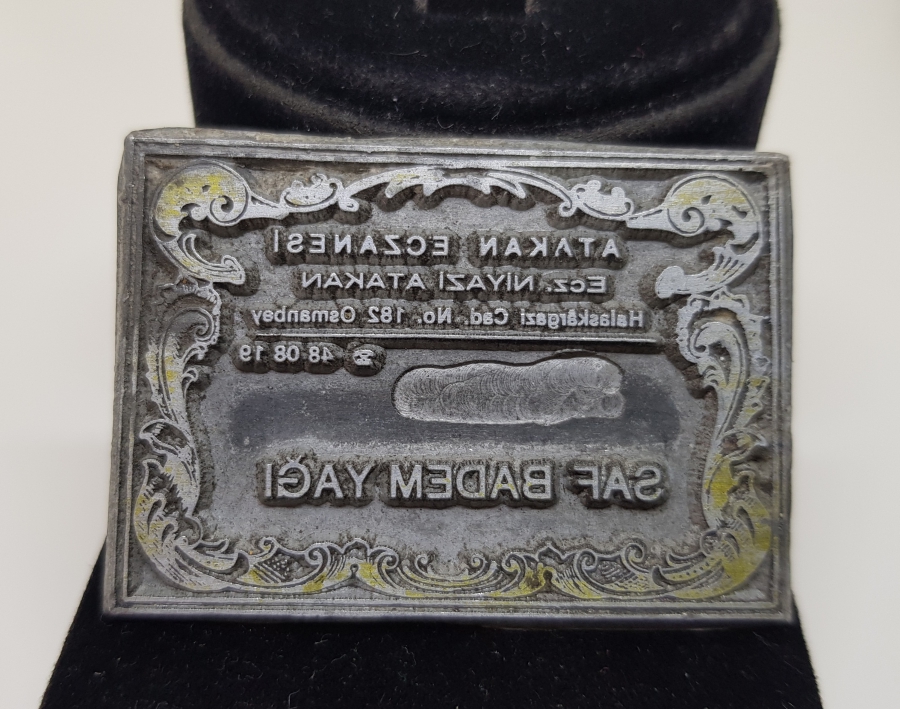 ATAKAN ECZANESİ
Ecz. NİYAZİ ATAKAN
Halaskârgazi Cad. No. 182 Osmanbey
☎ 48 08 19
SAF BADEM YAĞI